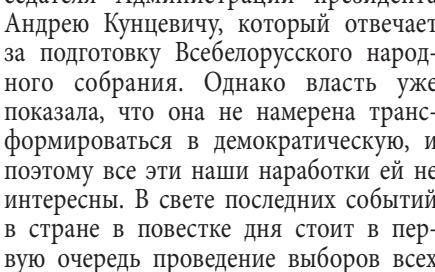 седателя Администрации президента
Андрею Кунцевичу, который отвечает
за подготовку Всебелорусского народ-
ного собрания. Однако власть уже
показала, что она не намерена транс-
формироваться в демократическую, и
поэтому все эти наши наработки ей не
интересны. В свете последних событий
в стране в повестке дня стоит в пер-
вую очередь проведение выборов всех